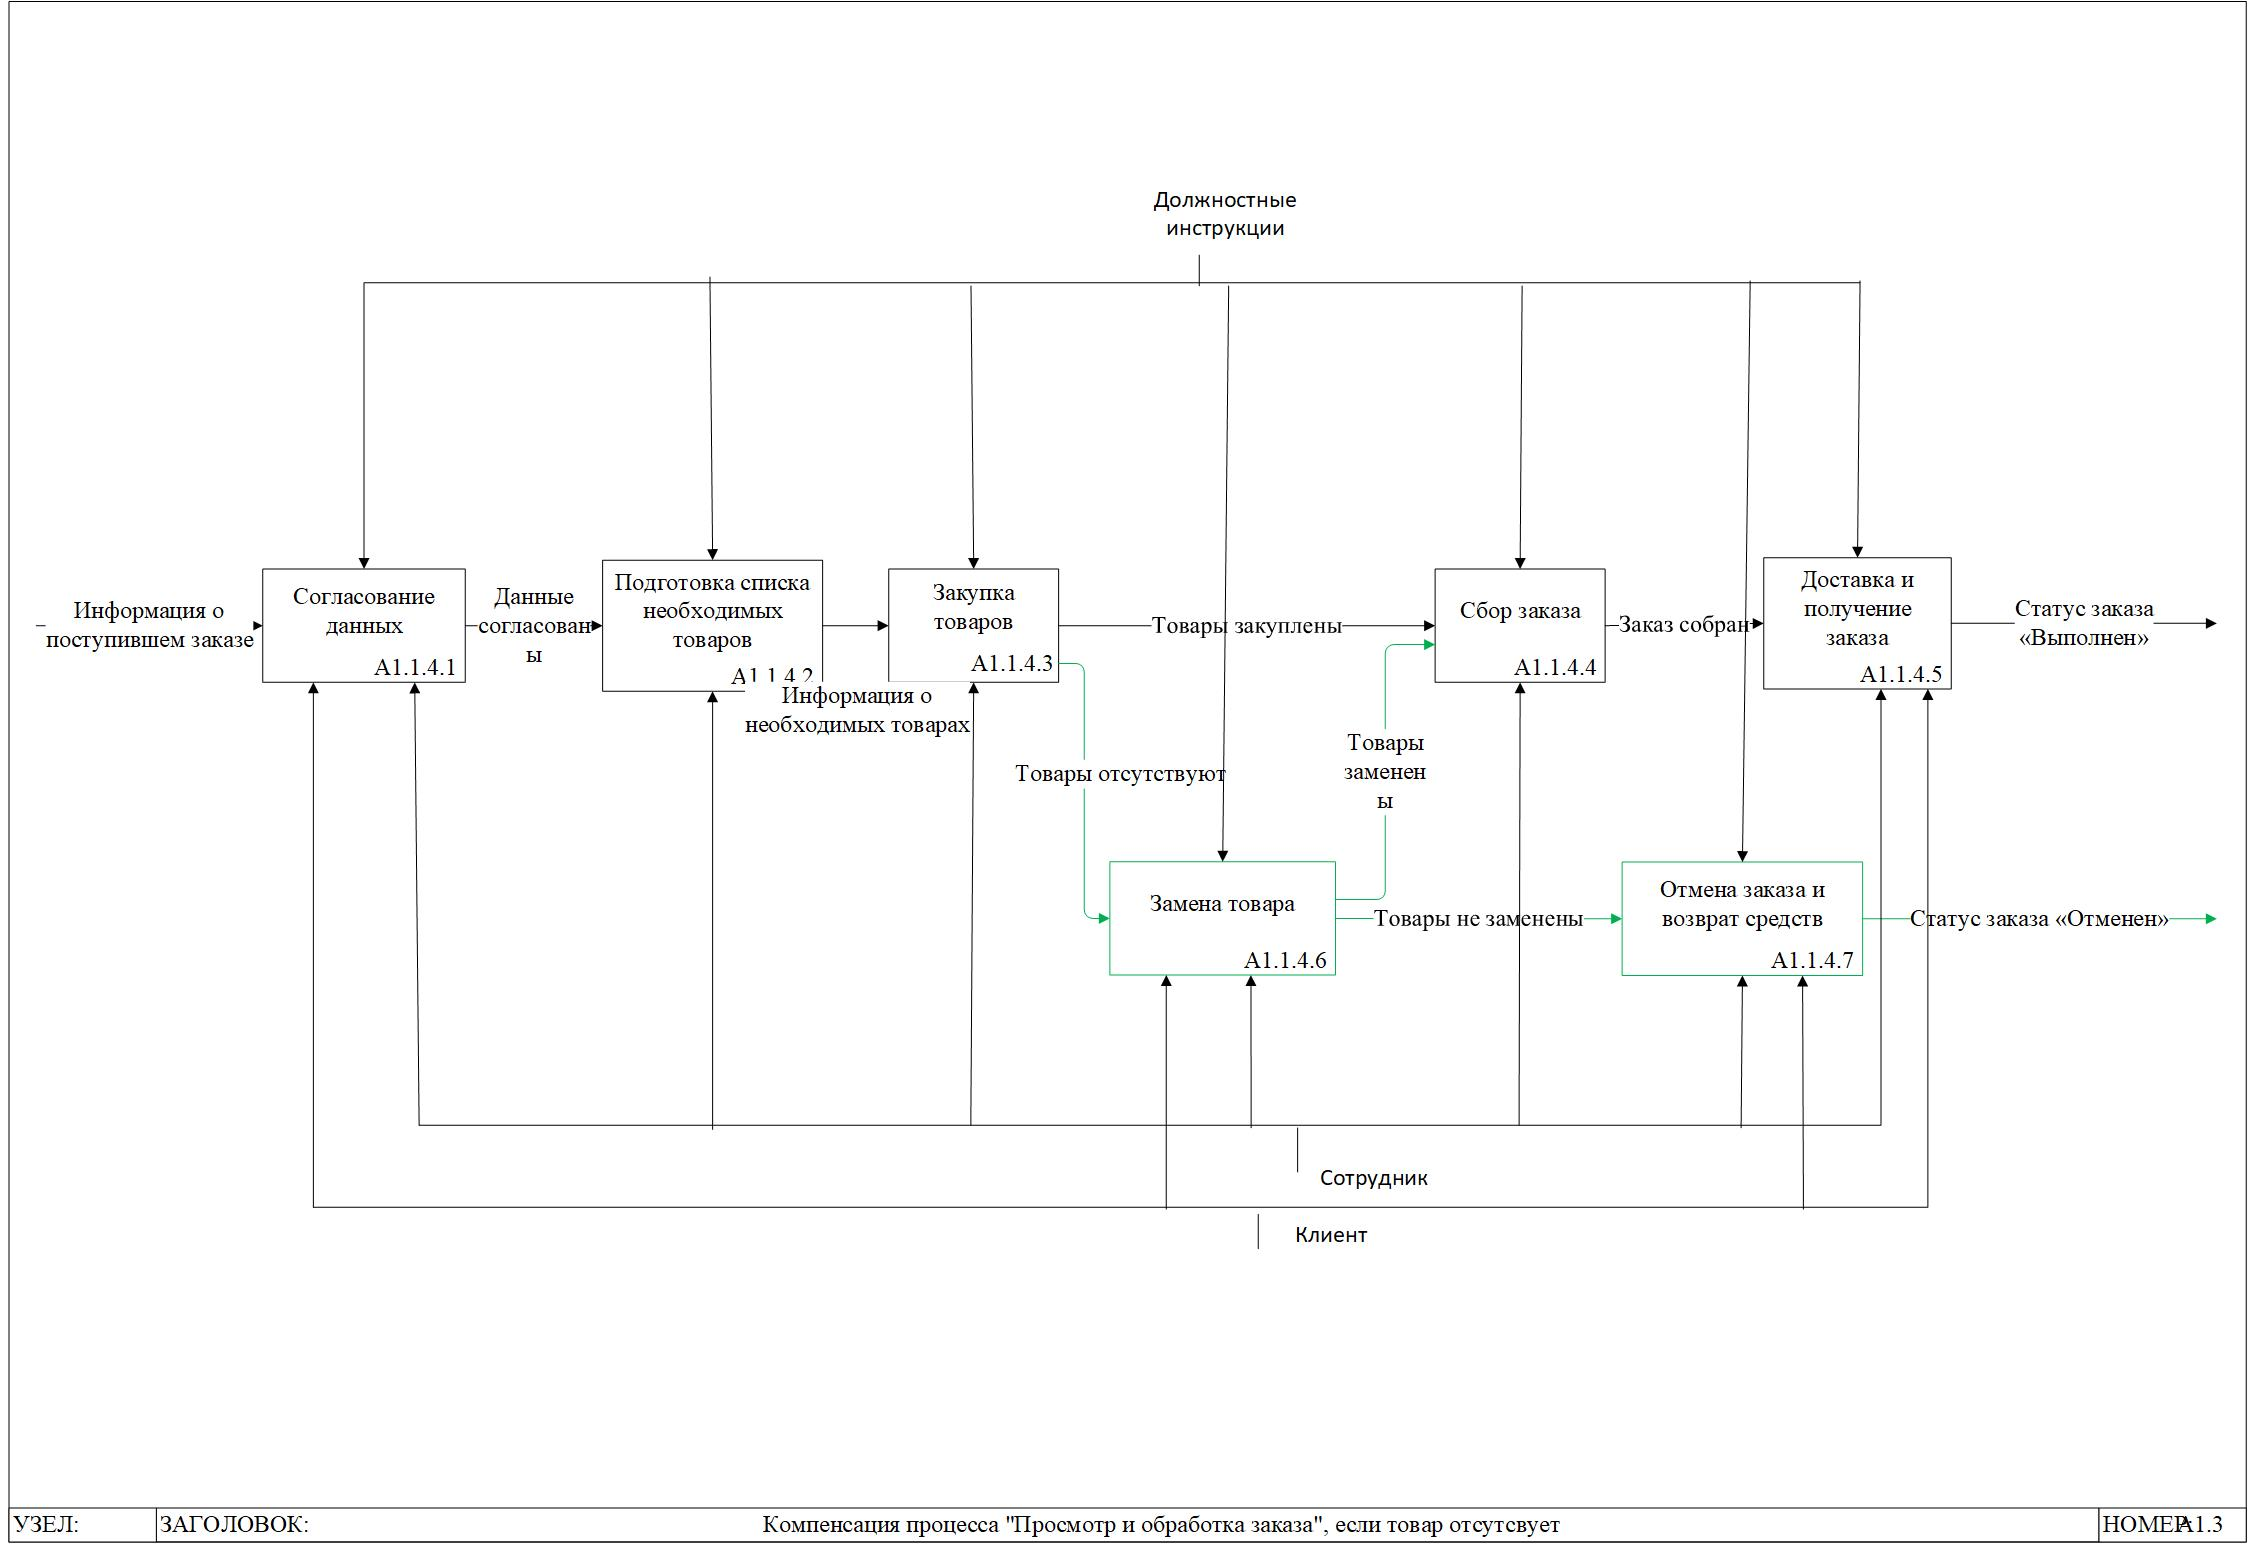 Должностные
инструкции
Информация о
поступившем заказе
Согласование
данных
A1.1.4.1
Данные
согласован
ы
Подготовка списка
необходимых
товаров
A1.1.4.2
Информация о
необходимых товарах
Закупка
товаров
A1.1.4.3
Товары закуплены
Товары отсутствуют
Товары
заменен
ы
Сбор заказа
A1.1.4.4
Заказ собран
Доставка и
получение
заказа
A1.1.4.5
Статус заказа
«Выполнен»
Замена товара
A1.1.4.6
Товары не заменены
Отмена заказа и
возврат средств
A1.1.4.7
Статус заказа «Отменен»
Сотрудник
Клиент
УЗЕЛ:
ЗАГОЛОВОК:
Компенсация процесса "Просмотр и обработка заказа", если товар отсутсвует
НОМЕР:
A1.3